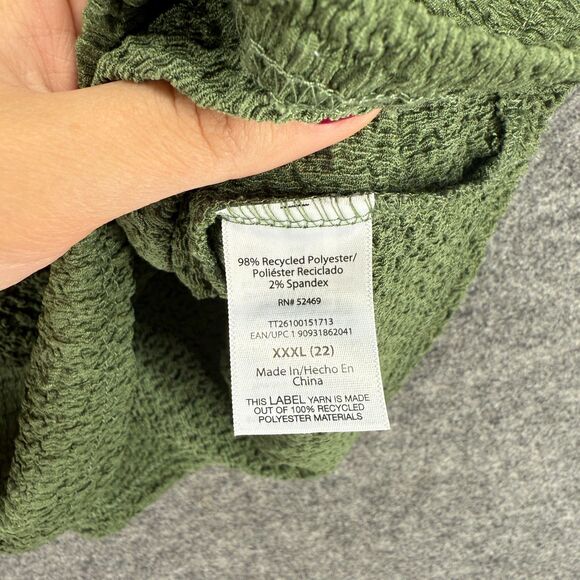 98% Recycled Polyester/
Poliéster Reciclado
2% Spandex
RN# 52469
TT26100151713
EAN/UPC 1 90931862041
XXXL (22)
Made In/Hecho En
China
THIS LABEL YARN IS MADE
OUT OF 100% RECYCLED
POLYESTER MATERIALS